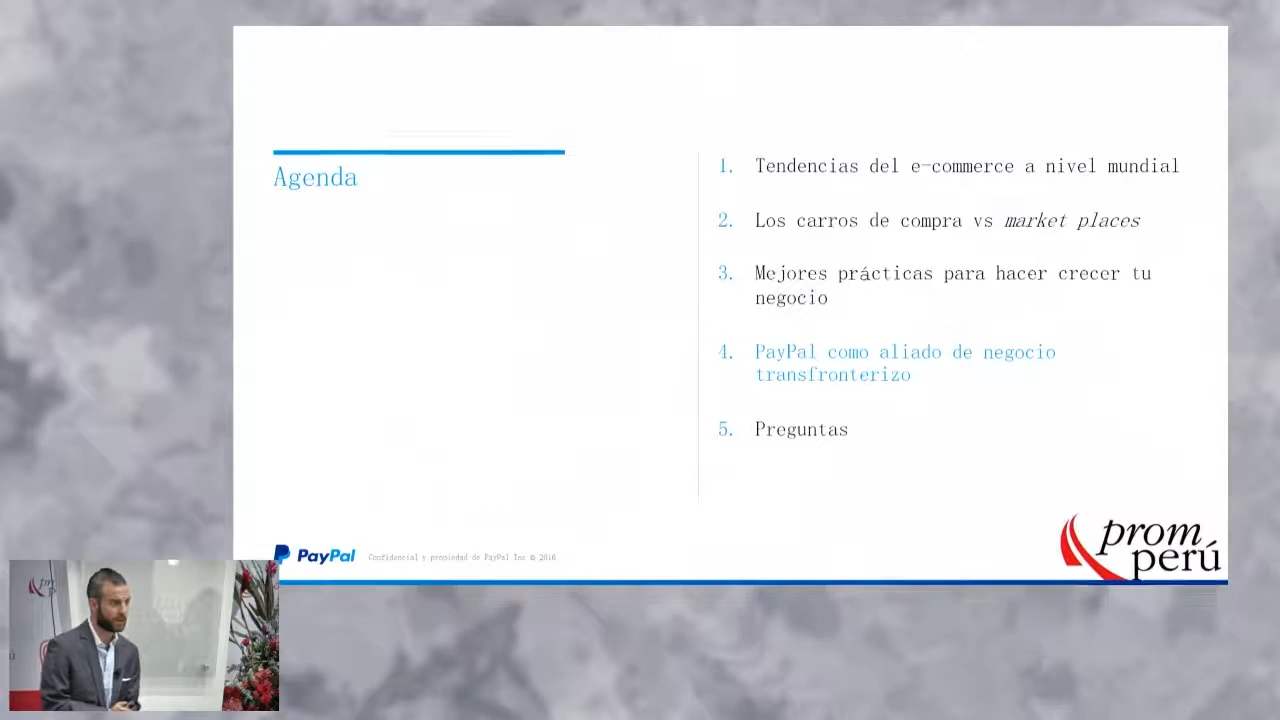 Agenda
1. Tendencias del e-commerce a nivel mundial
2. Los carros de compra vs market places
3. Mejores prácticas para hacer crecer tu
negocio
4. PayPal como aliado de negocio
transfronterizo
5. Preguntas
PayPal Confidencial y propiedad de PayPal Inc © 2016
prom
perú